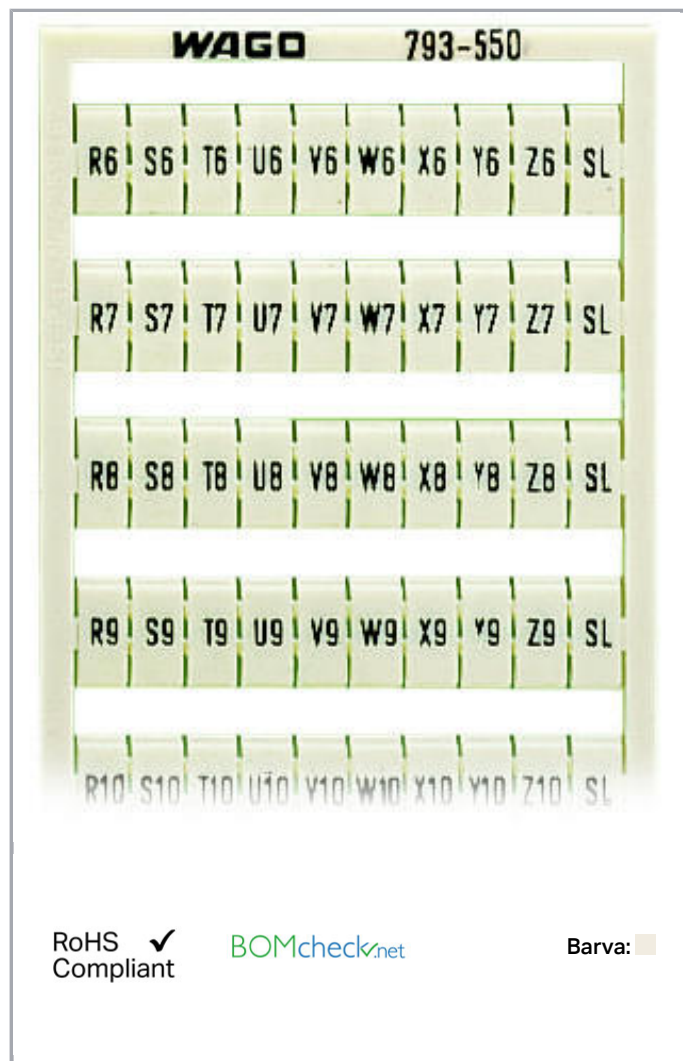 WAGO 793-550
R6 S6 T6 U6 V6 W6 X6 Y6 Z6 SL
R7 S7 T7 U7 V7 W7 X7 Y7 Z7 SL
R8 S8 T8 U8 V8 W8 X8 Y8 Z8 SL
R9 S9 T9 U9 V9 W9 X9 Y9 Z9 SL
R10 S10 T10 U10 V10 W10 X10 Y10 Z10 SL
RoHS ✔
Compliant
BOMcheck.net
Barva: